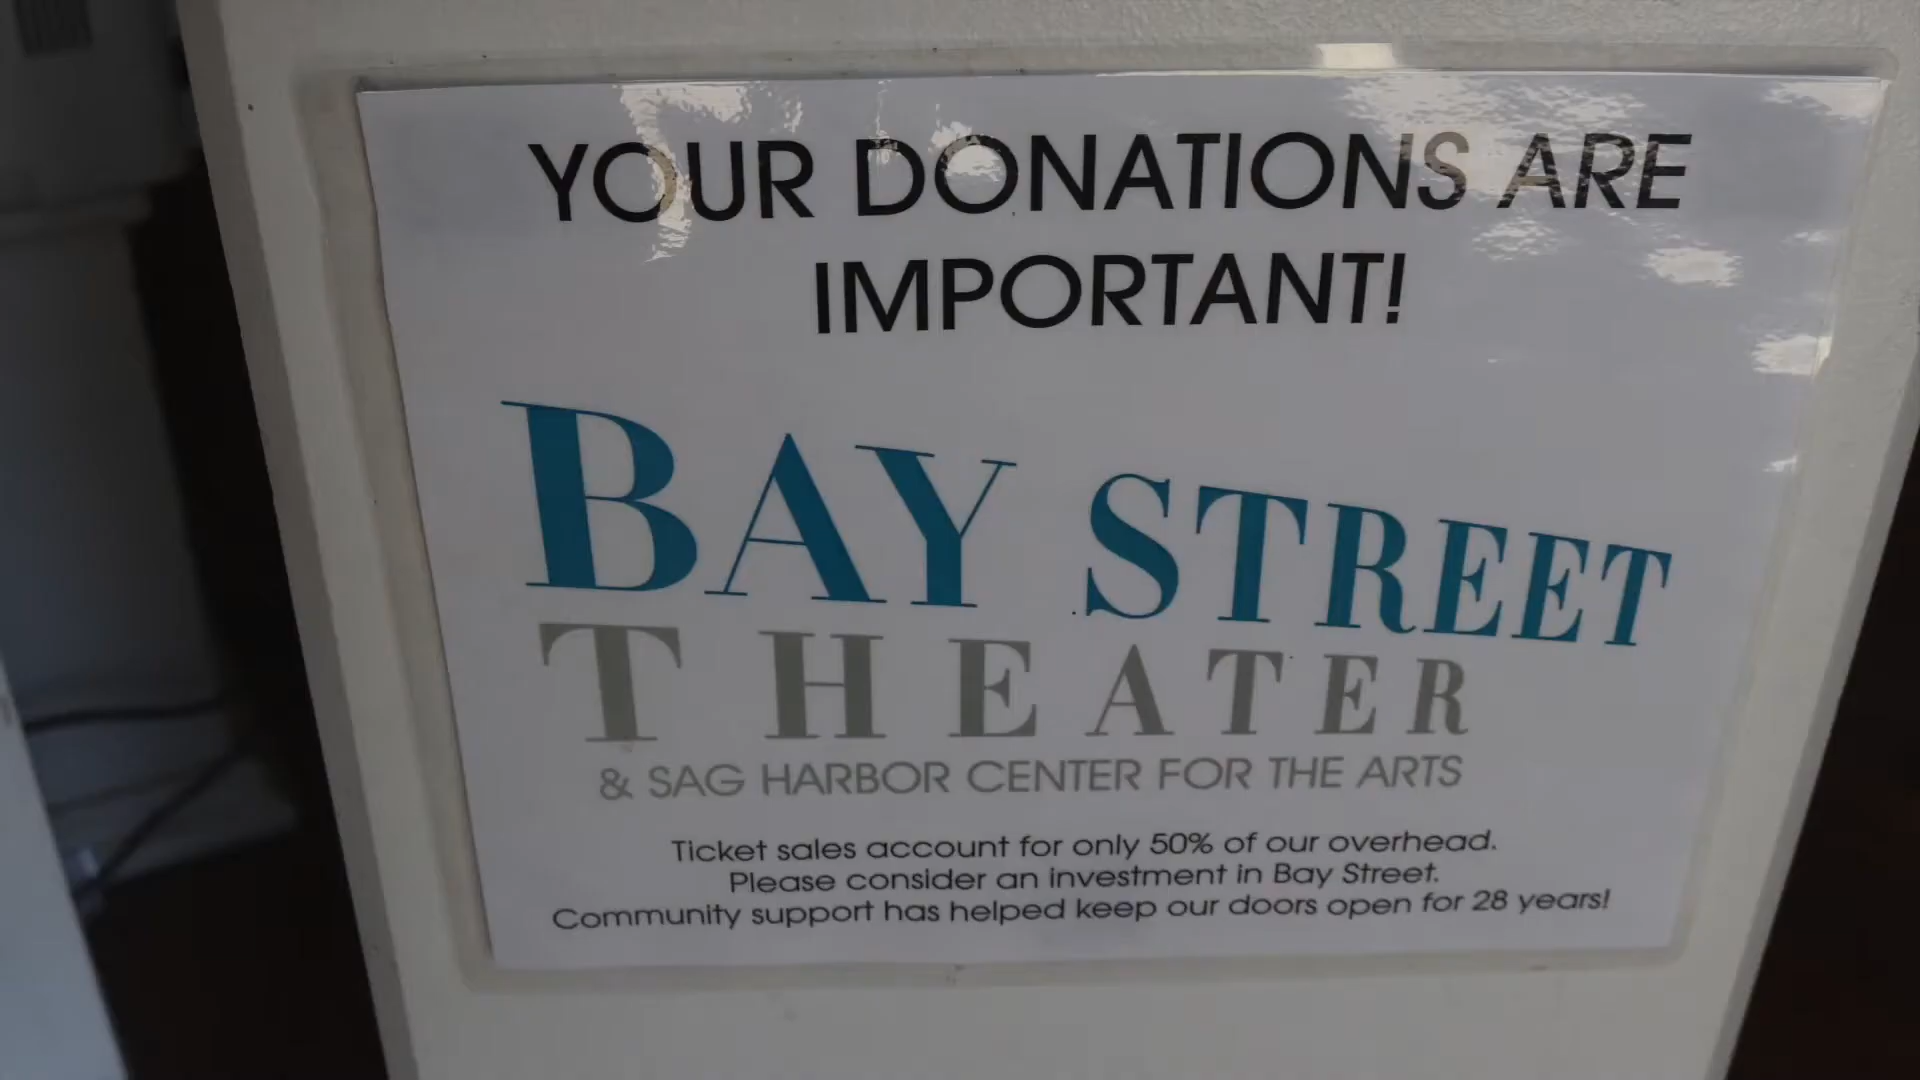 YOUR DONATIONS ARE
IMPORTANT!
BAY STREET
THEATER
& SAG HARBOR CENTER FOR THE ARTS
Ticket sales account for only 50% of our overhead.
Please consider an investment in Bay Street.
Community support has helped keep our doors open for 28 years!